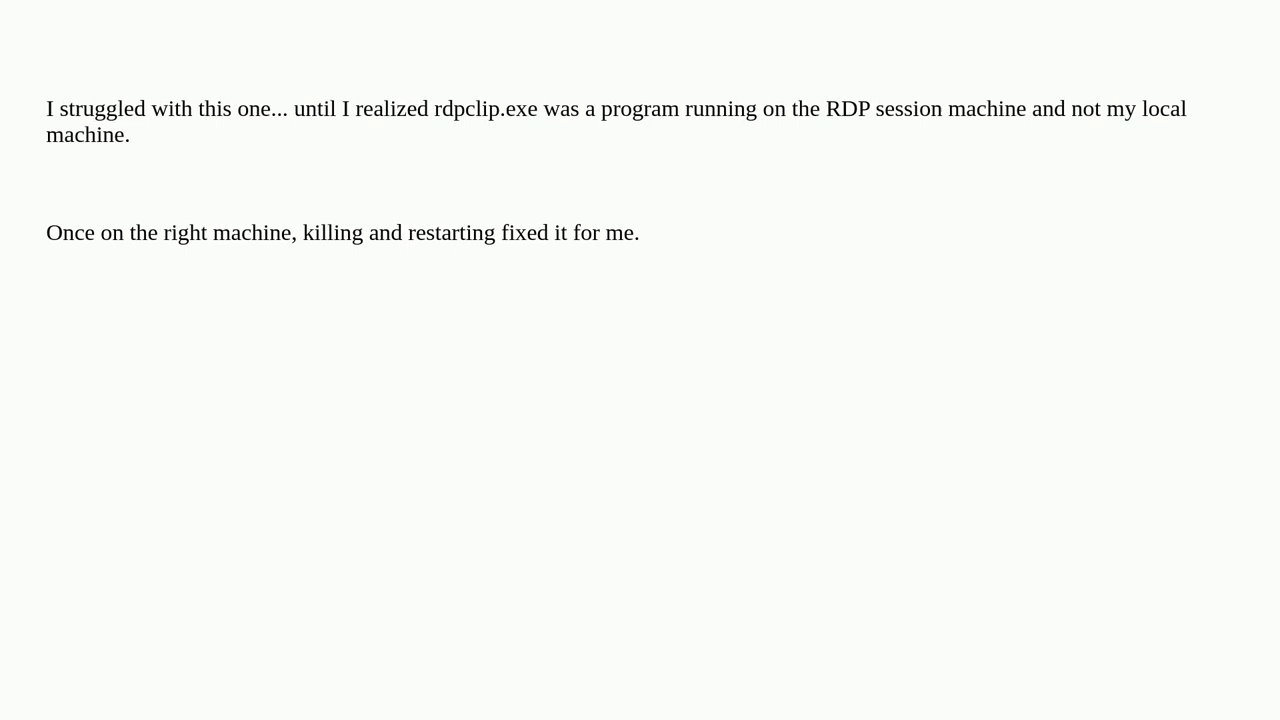 I struggled with this one... until I realized rdpclip.exe was a program running on the RDP session machine and not my local
machine.
Once on the right machine, killing and restarting fixed it for me.